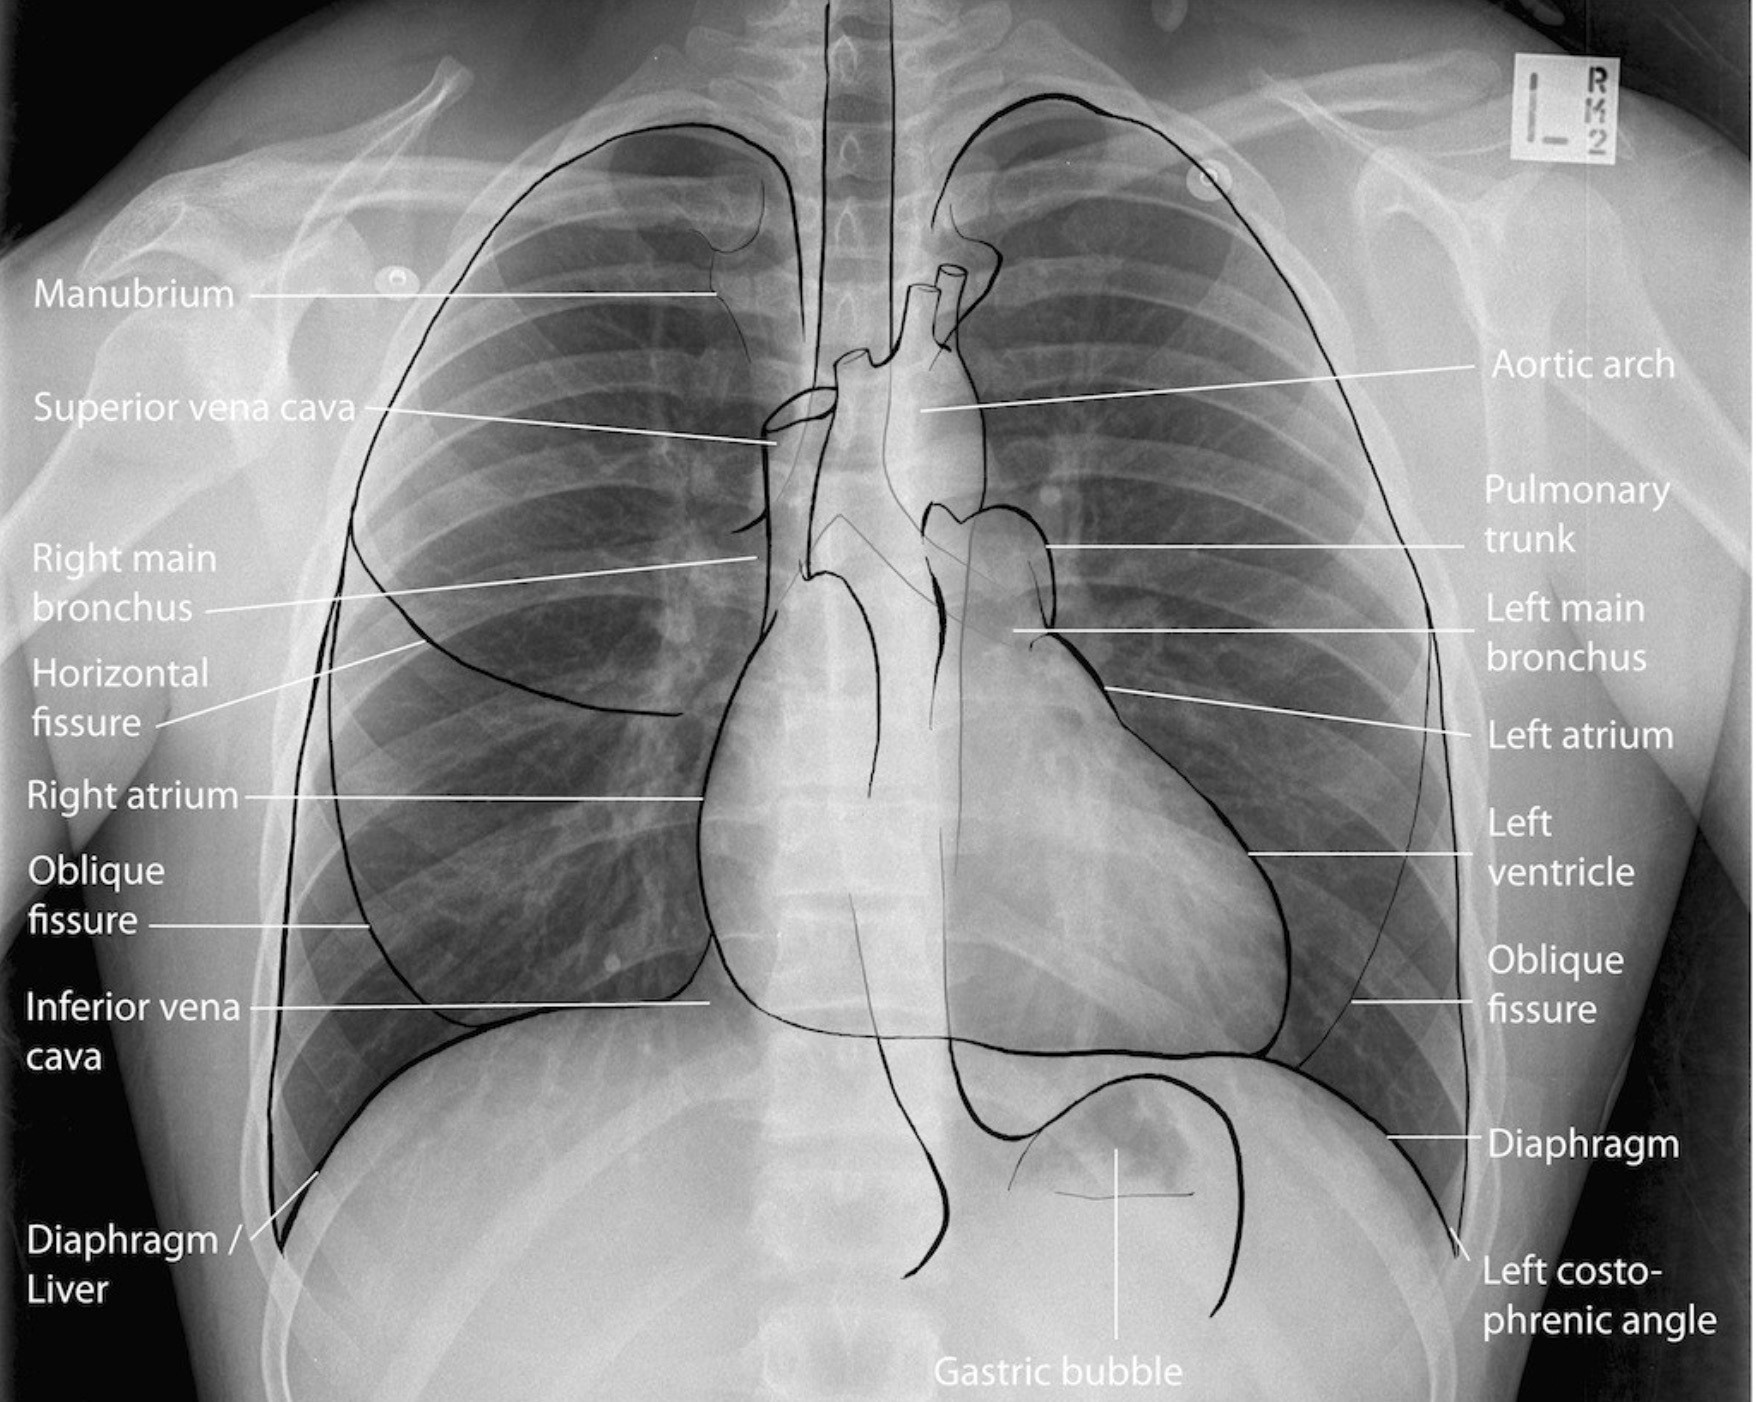 L
R
M
2
Manubrium
Superior vena cava
Right main
bronchus
Horizontal
fissure
Right atrium
Oblique
fissure
Inferior vena
cava
Diaphragm /
Liver
Aortic arch
Pulmonary
trunk
Left main
bronchus
Left atrium
Left
ventricle
Oblique
fissure
Diaphragm
Left costo-
phrenic angle
Gastric bubble